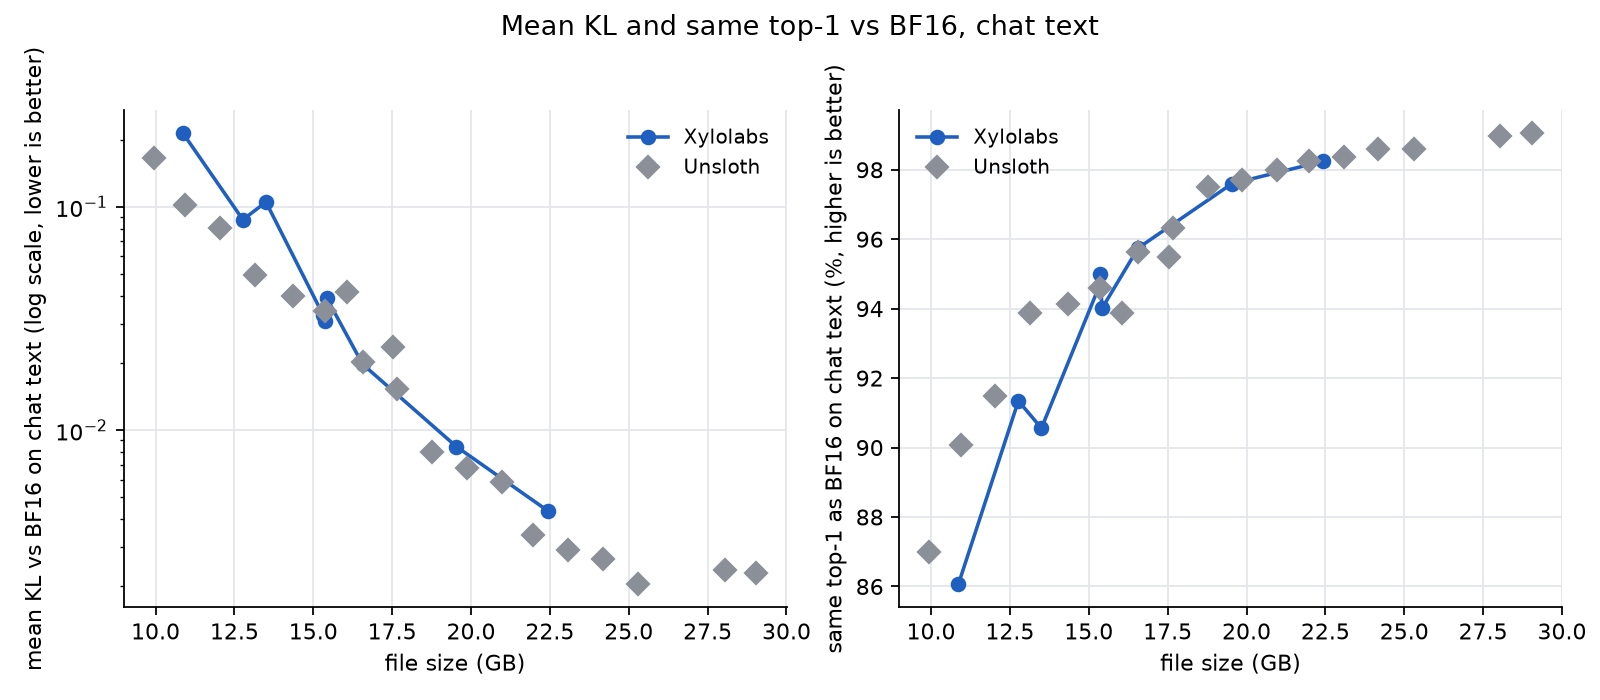 Mean KL and same top-1 vs BF16, chat text
mean KL vs BF16 on chat text (log scale, lower is better)
10⁻¹
10⁻²
Xylolabs
Unsloth
10.0 12.5 15.0 17.5 20.0 22.5 25.0 27.5 30.0
file size (GB)
same top-1 as BF16 on chat text (%, higher is better)
98
96
94
92
90
88
86
Xylolabs
Unsloth
10.0 12.5 15.0 17.5 20.0 22.5 25.0 27.5 30.0
file size (GB)